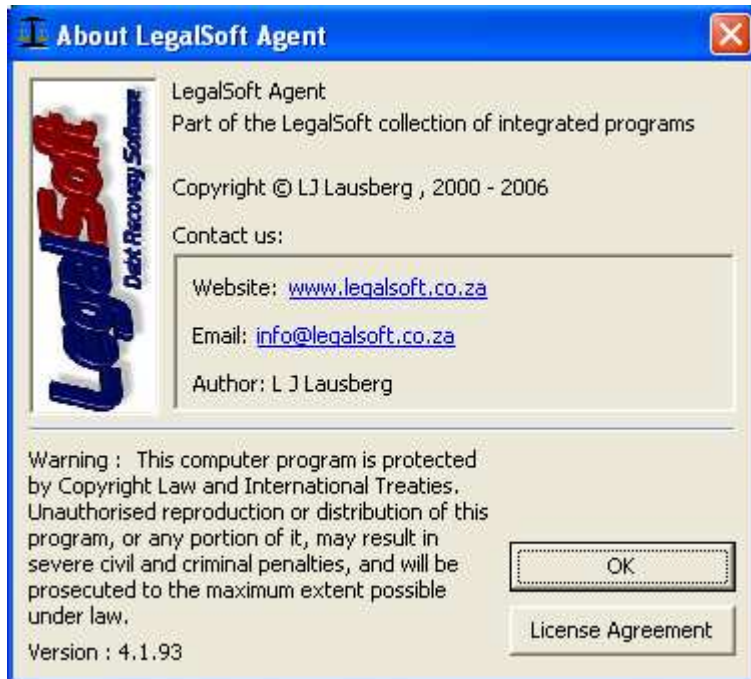 About LegalSoft Agent
LegalSoft
Debt Recovery Software
LegalSoft Agent
Part of the LegalSoft collection of integrated programs
Copyright © LJ Lausberg , 2000 - 2006
Contact us:
Website: www.legalsoft.co.za
Email: info@legalsoft.co.za
Author: L J Lausberg
Warning : This computer program is protected
by Copyright Law and International Treaties.
Unauthorised reproduction or distribution of this
program, or any portion of it, may result in
severe civil and criminal penalties, and will be
prosecuted to the maximum extent possible
under law.
Version : 4.1.93
OK
License Agreement